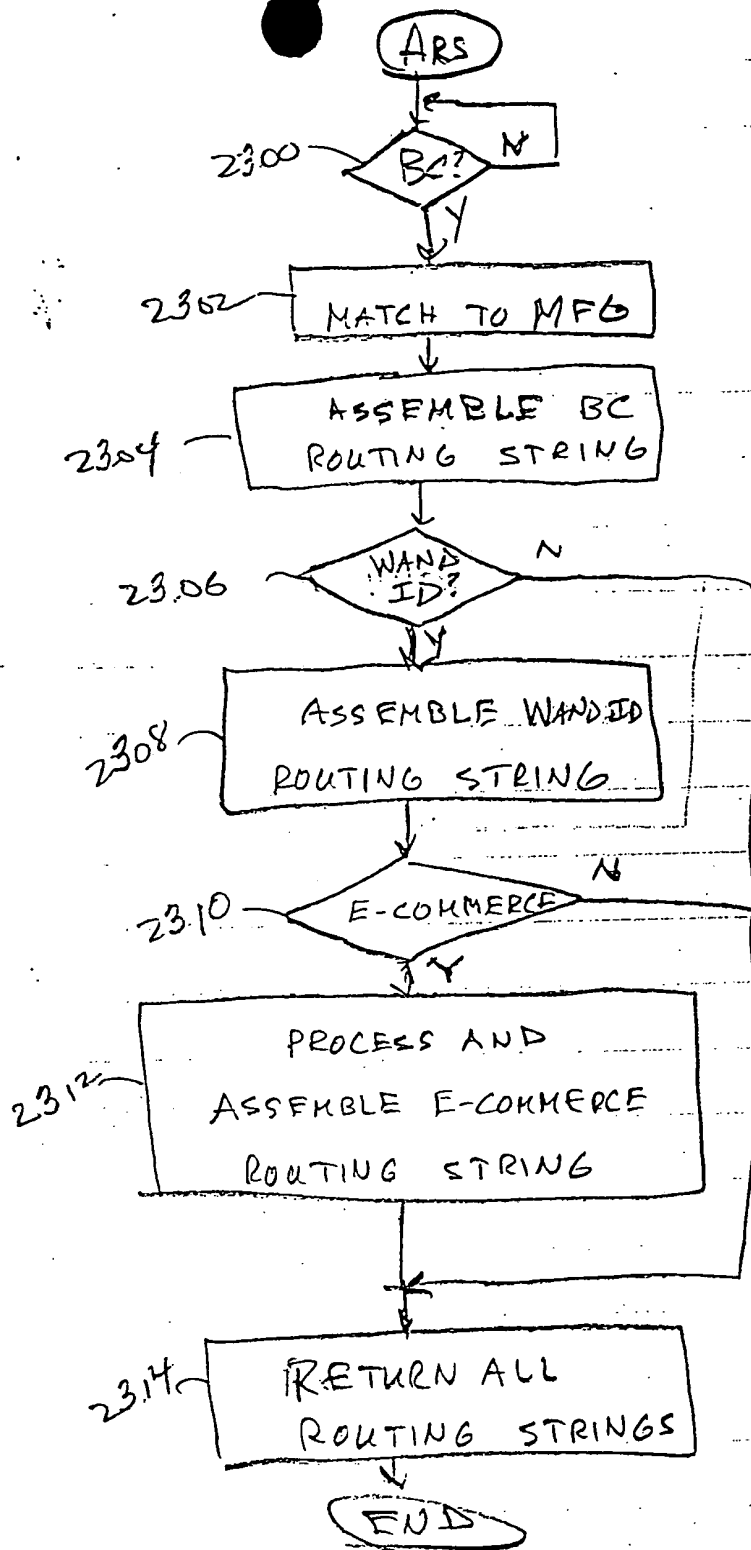 ARS
2300
BC?
N
Y
2302
MATCH TO MFG
2304
ASSEMBLE BC
ROUTING STRING
2306
WAND
ID?
N
Y
2308
ASSEMBLE WAND ID
ROUTING STRING
2310
E-COMMERCE
N
Y
2312
PROCESS AND
ASSEMBLE E-COMMERCE
ROUTING STRING
2314
RETURN ALL
ROUTING STRINGS
END